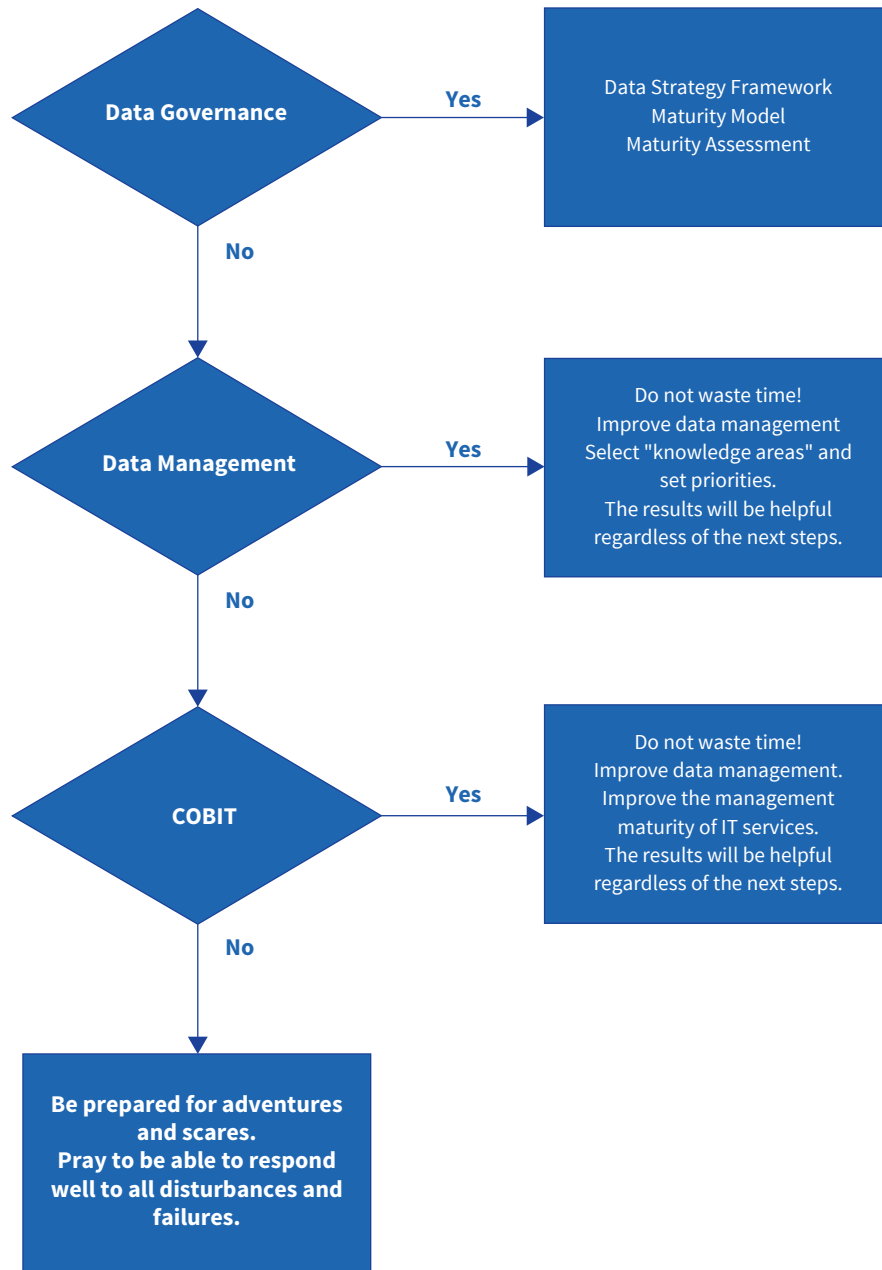 Data Governance
Yes
Data Strategy Framework
Maturity Model
Maturity Assessment
No
Data Management
Yes
Do not waste time!
Improve data management
Select "knowledge areas" and
set priorities.
The results will be helpful
regardless of the next steps.
No
COBIT
Yes
Do not waste time!
Improve data management.
Improve the management
maturity of IT services.
The results will be helpful
regardless of the next steps.
No
Be prepared for adventures
and scares.
Pray to be able to respond
well to all disturbances and
failures.